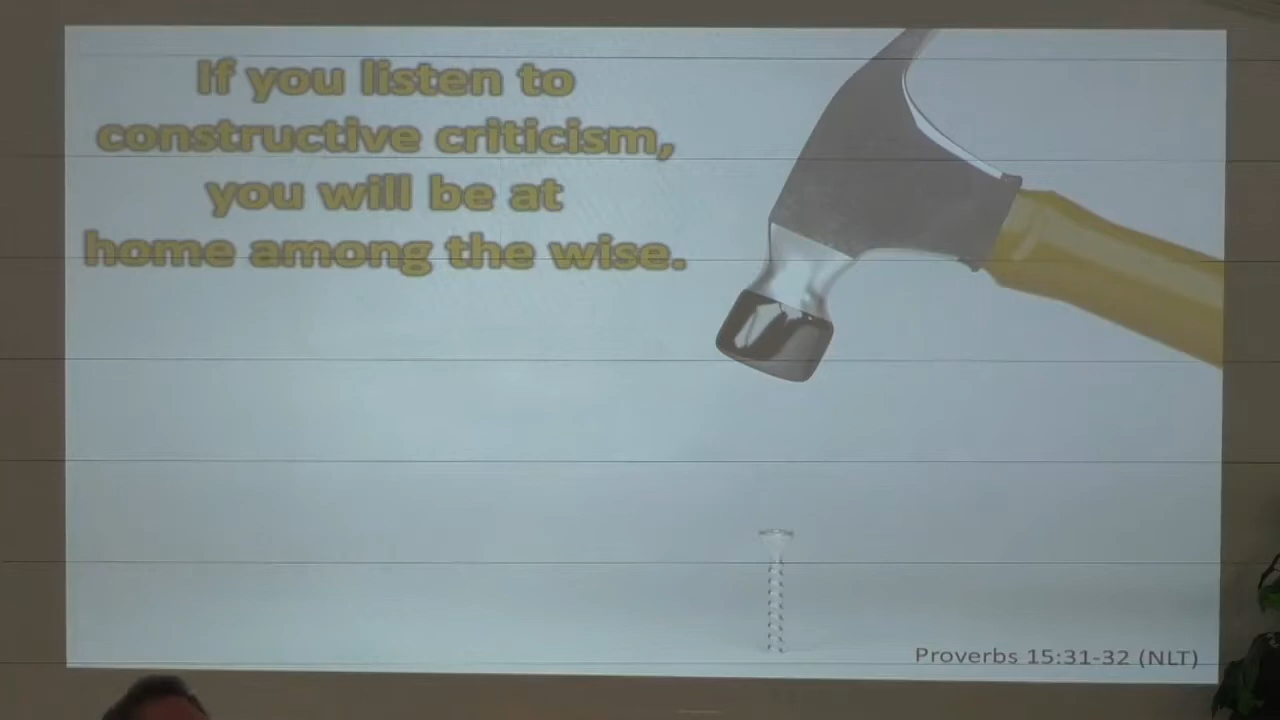 If you listen to
constructive criticism,
you will be at
home among the wise.
Proverbs 15:31-32 (NLT)